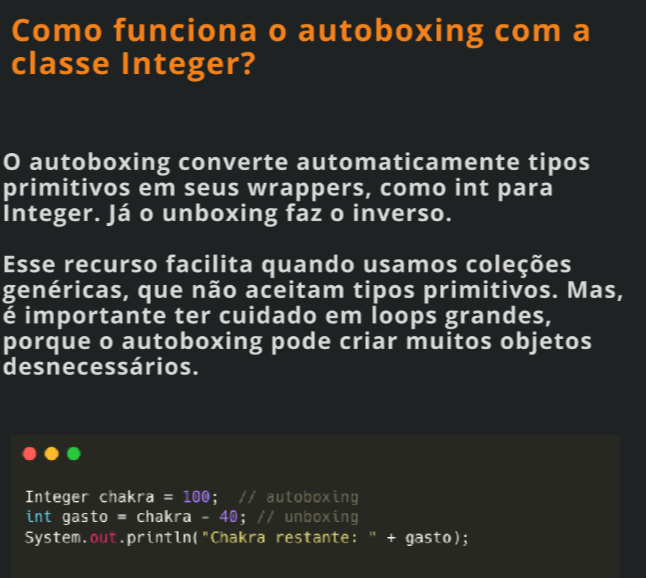 Como funciona o autoboxing com a
classe Integer?
O autoboxing converte automaticamente tipos
primitivos em seus wrappers, como int para
Integer. Já o unboxing faz o inverso.
Esse recurso facilita quando usamos coleções
genéricas, que não aceitam tipos primitivos. Mas,
é importante ter cuidado em loops grandes,
porque o autoboxing pode criar muitos objetos
desnecessários.
Integer chakra = 100;  // autoboxing
int gasto = chakra - 40; // unboxing
System.out.println("Chakra restante: " + gasto);